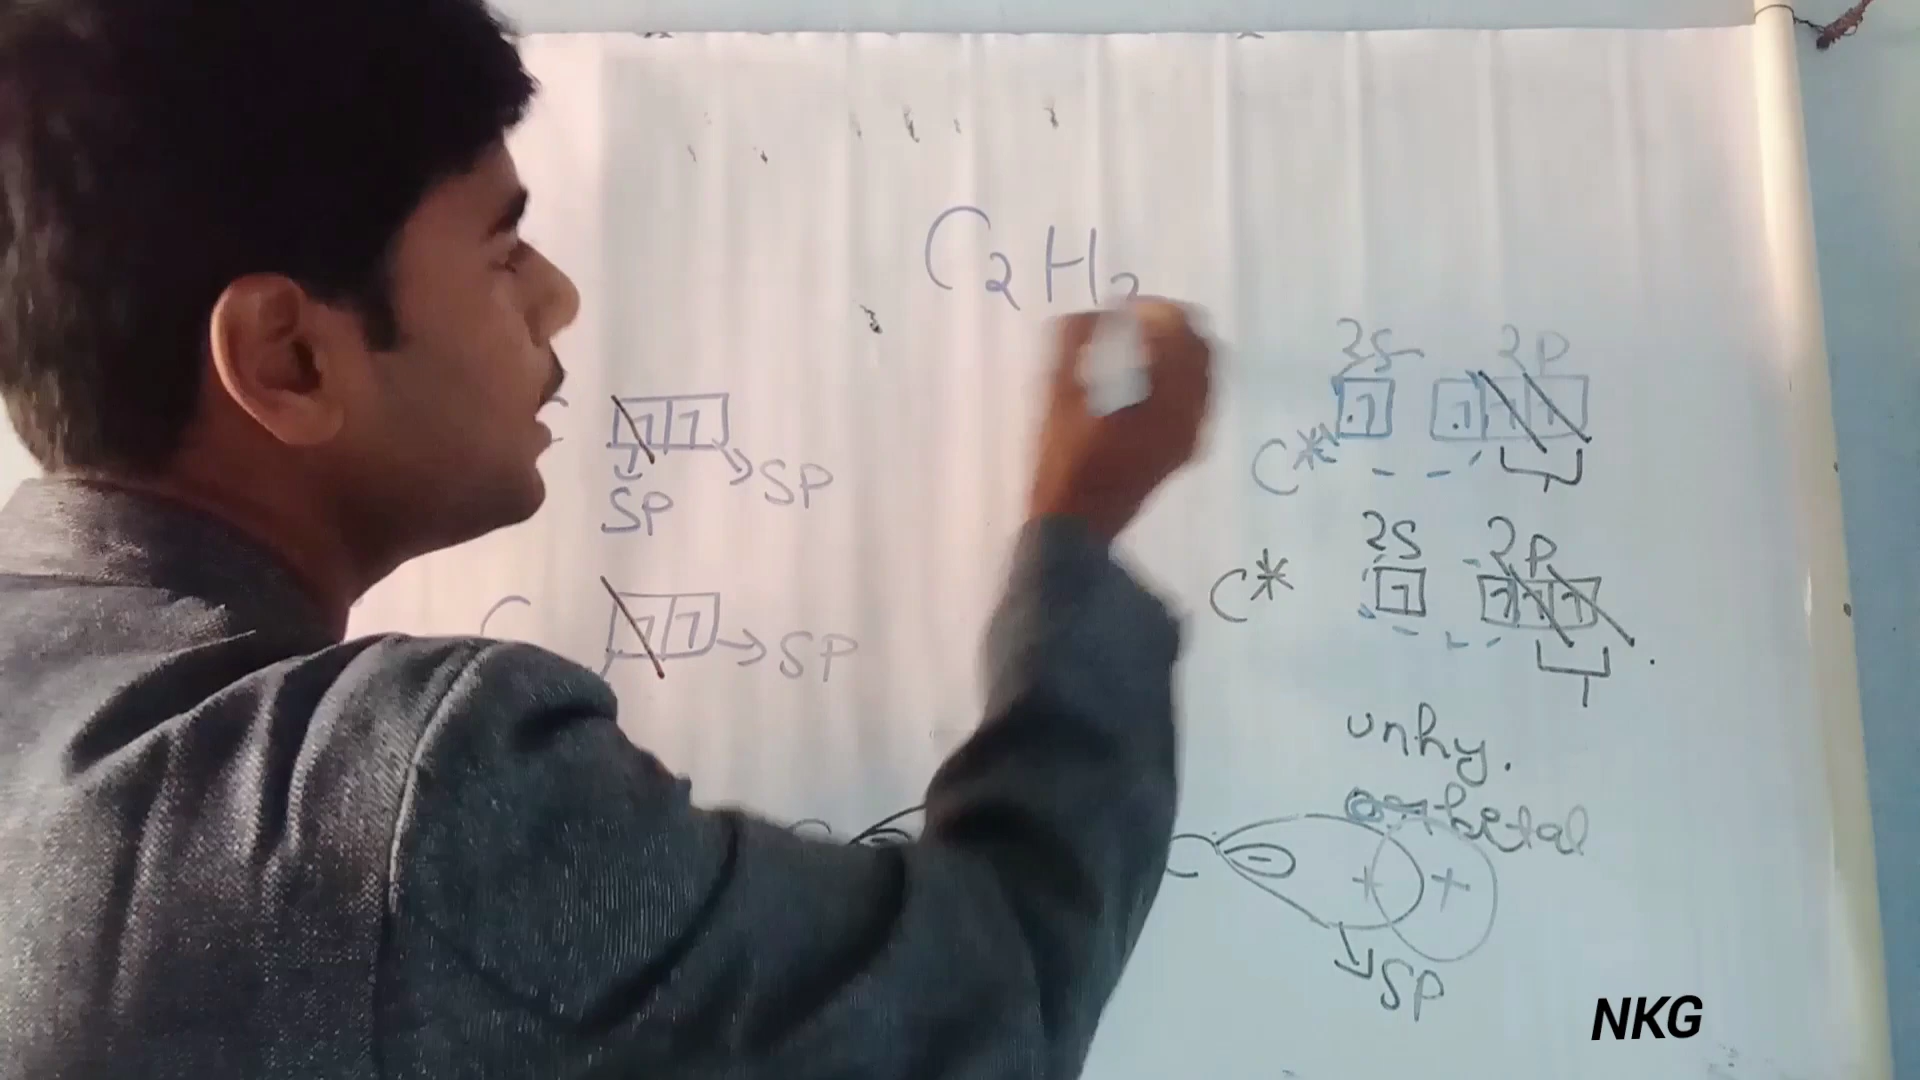 C2H2
2S 2P
C*
SP SP
2S 2P
C*
C SP
unhy.
orbital
C
SP
NKG